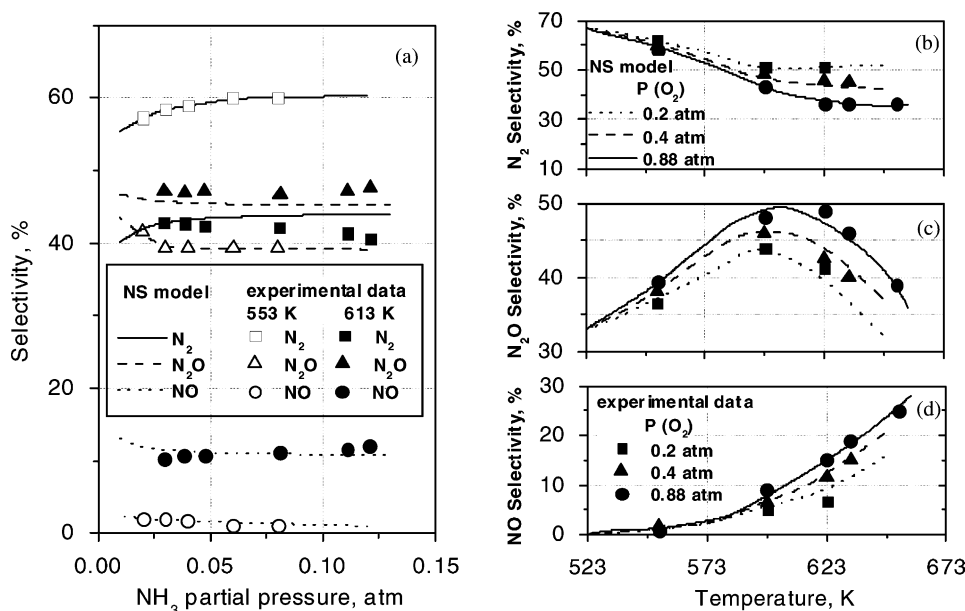 (a)
60
40
20
0
0.00
0.05
0.10
0.15
Selectivity, %
NH3 partial pressure, atm
NS model
experimental data
553 K
613 K
N2
N2
N2
N2O
N2O
N2O
NO
NO
NO
(b)
70
50
30
10
N2 Selectivity, %
NS model
P (O2)
0.2 atm
0.4 atm
0.88 atm
(c)
50
40
30
N2O Selectivity, %
(d)
30
20
10
0
NO Selectivity, %
experimental data
P (O2)
0.2 atm
0.4 atm
0.88 atm
523
573
623
673
Temperature, K